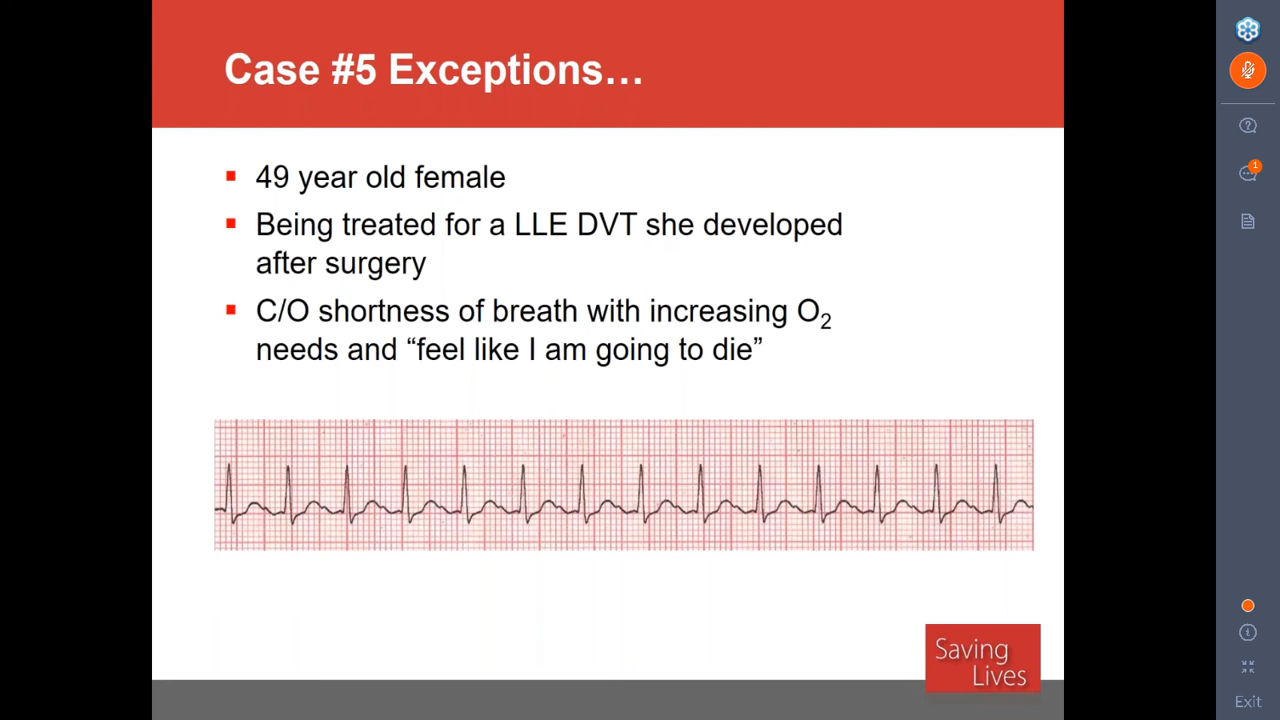 Case #5 Exceptions…
49 year old female
Being treated for a LLE DVT she developed
after surgery
C/O shortness of breath with increasing O₂
needs and “feel like I am going to die”
Saving
Lives
1
Exit